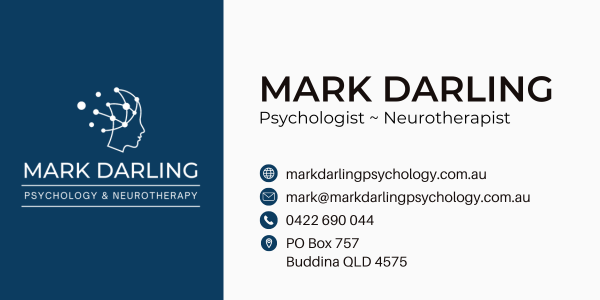 MARK DARLING
PSYCHOLOGY & NEUROTHERAPY
MARK DARLING
Psychologist ~ Neurotherapist
markdarlingpsychology.com.au
mark@markdarlingpsychology.com.au
0422 690 044
PO Box 757
Buddina QLD 4575